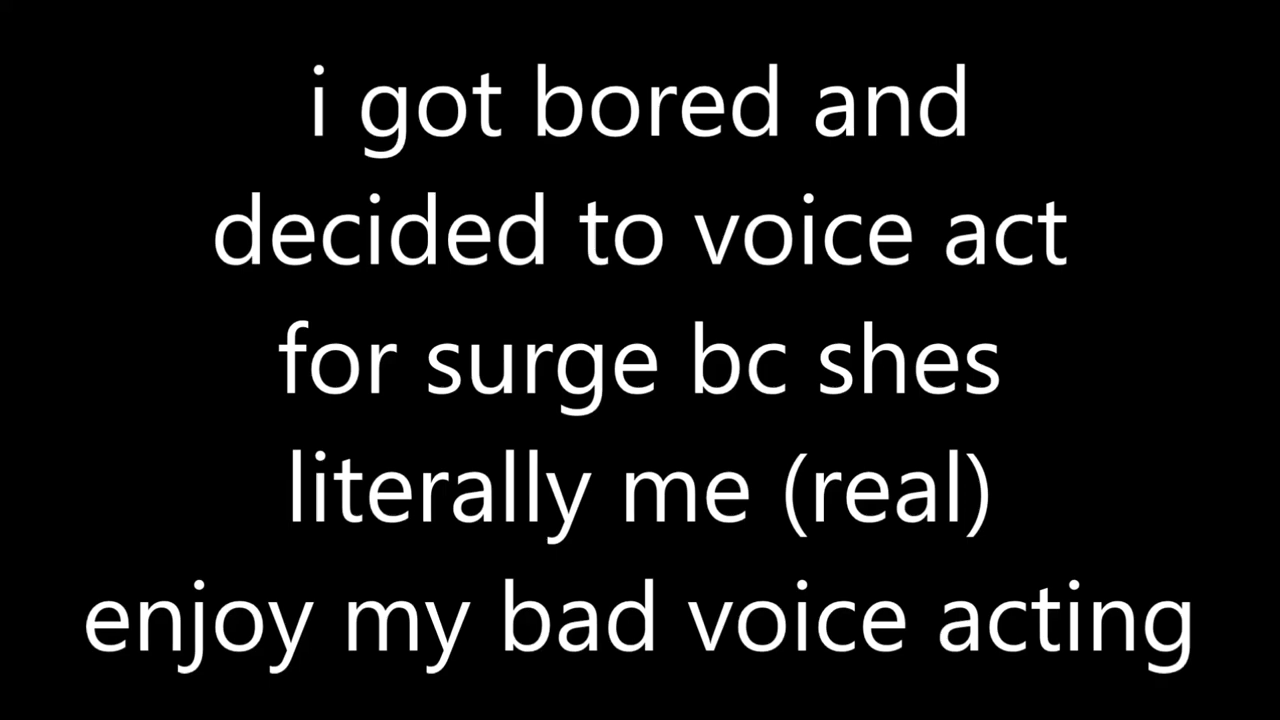 i got bored and
decided to voice act
for surge bc shes
literally me (real)
enjoy my bad voice acting